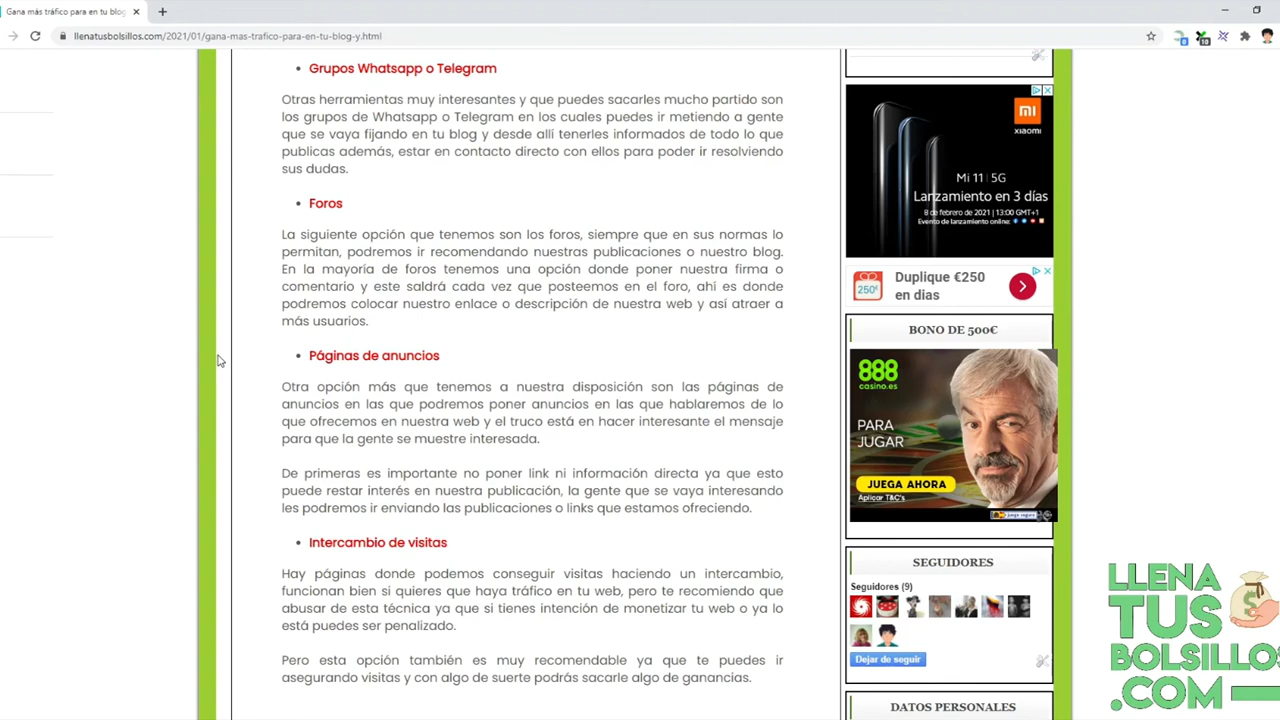 Gana más tráfico para en tu blog
llenatusbolsillos.com/2021/01/gana-mas-trafico-para-en-tu-blog-y.html
Grupos Whatsapp o Telegram
Otras herramientas muy interesantes y que puedes sacarles mucho partido son
los grupos de Whatsapp o Telegram en los cuales puedes ir metiendo a gente
que se vaya fijando en tu blog y desde allí tenerles informados de todo lo que
publicas además, estar en contacto directo con ellos para poder ir resolviendo
sus dudas.
Foros
La siguiente opción que tenemos son los foros, siempre que en sus normas lo
permitan, podremos ir recomendando nuestras publicaciones o nuestro blog.
En la mayoría de foros tenemos una opción donde poner nuestra firma o
comentario y este saldrá cada vez que posteemos en el foro, ahí es donde
podremos colocar nuestro enlace o descripción de nuestra web y así atraer a
más usuarios.
Páginas de anuncios
Otra opción más que tenemos a nuestra disposición son las páginas de
anuncios en las que podremos poner anuncios en las que hablaremos de lo
que ofrecemos en nuestra web y el truco está en hacer interesante el mensaje
para que la gente se muestre interesada.
De primeras es importante no poner link ni información directa ya que esto
puede restar interés en nuestra publicación, la gente que se vaya interesando
les podremos ir enviando las publicaciones o links que estamos ofreciendo.
Intercambio de visitas
Hay páginas donde podemos conseguir visitas haciendo un intercambio,
funcionan bien si quieres que haya tráfico en tu web, pero te recomiendo que
abusar de esta técnica ya que si tienes intención de monetizar tu web o ya lo
está puedes ser penalizado.
Pero esta opción también es muy recomendable ya que te puedes ir
asegurando visitas y con algo de suerte podrás sacarle algo de ganancias.
XIAOMI
Mi 11 | 5G
Lanzamiento en 3 días
8 de febrero de 2021 | 13:00 GMT+1
Evento de lanzamiento online:
250€
Duplique €250
en dias
BONO DE 500€
888
casino.es
PARA
JUGAR
JUEGA AHORA
Aplicar T&C's
SEGUIDORES
Seguidores (9)
Dejar de seguir
DATOS PERSONALES
LLENA
TUS
BOLSILLOS
.COM